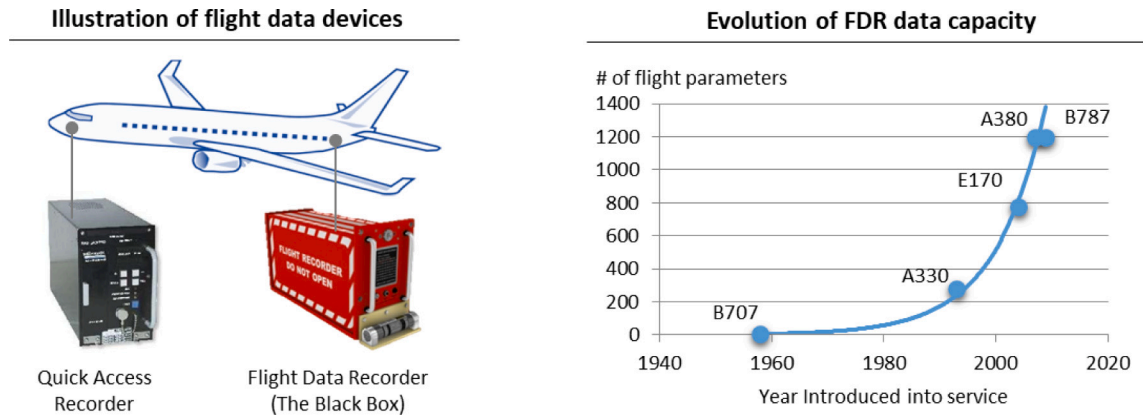 Illustration of flight data devices
FLIGHT RECORDER
DO NOT OPEN
Quick Access
Recorder
Flight Data Recorder
(The Black Box)
Evolution of FDR data capacity
# of flight parameters
1400
1200
1000
800
600
400
200
0
A380
B787
E170
A330
B707
1940
1960
1980
2000
2020
Year Introduced into service